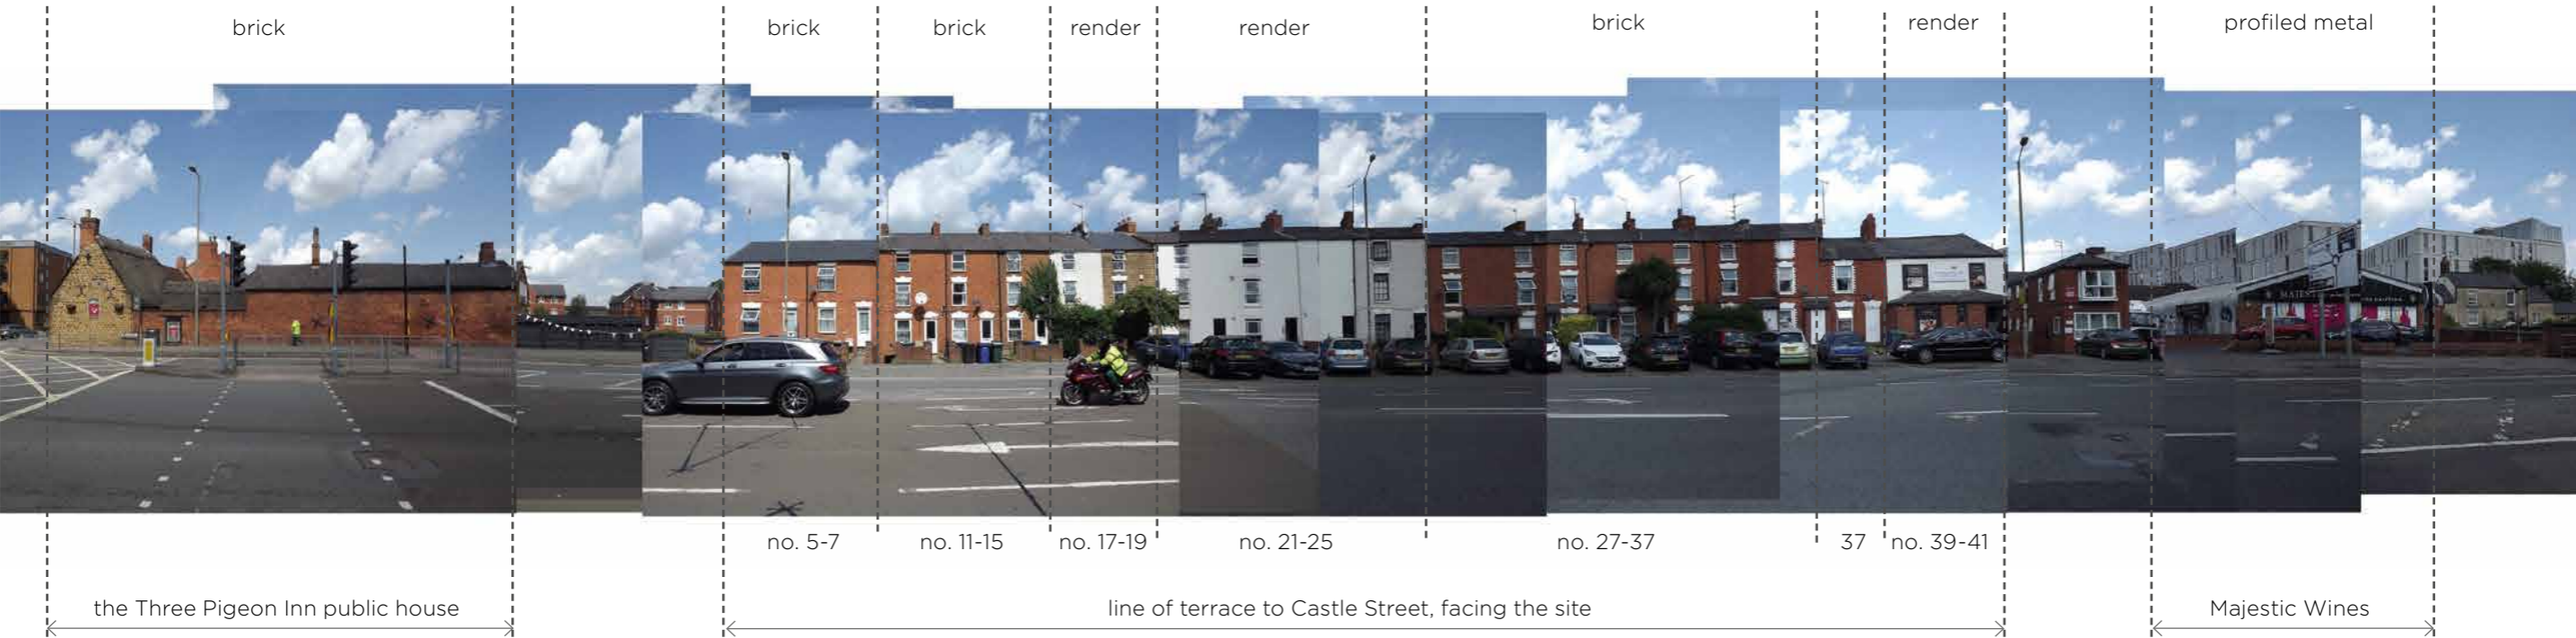 brick
brick
brick
render
render
brick
render
profiled metal
no. 5-7
no. 11-15
no. 17-19
no. 21-25
no. 27-37
37
no. 39-41
the Three Pigeon Inn public house
line of terrace to Castle Street, facing the site
Majestic Wines